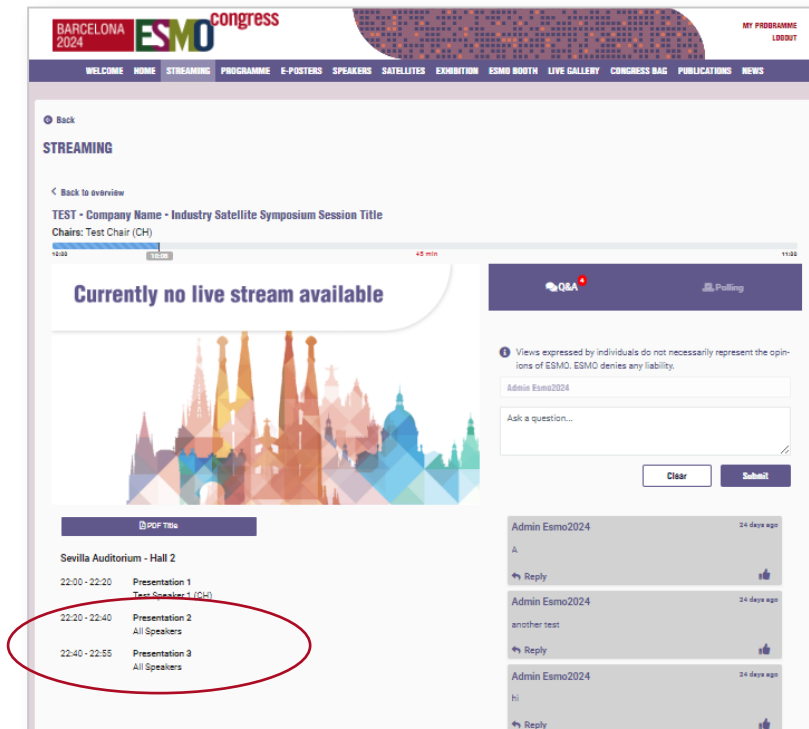 BARCELONA
2024
ESMO congress
MY PROGRAMME
LOGOUT
WELCOME HOME STREAMING PROGRAMME E-POSTERS SPEAKERS SATELLITES EXHIBITION ESMO BOOTH LIVE GALLERY CONGRESS BAG PUBLICATIONS NEWS
Back
STREAMING
Back to overview
TEST - Company Name - Industry Satellite Symposium Session Title
Chairs: Test Chair (CH)
10:00
45 min
11:00
Currently no live stream available
PDF Title
Sevilla Auditorium - Hall 2
22:00 - 22:20 Presentation 1
Test Speaker 1 (CH)
22:20 - 22:40 Presentation 2
All Speakers
22:40 - 22:55 Presentation 3
All Speakers
Q&A 4
Polling
Views expressed by individuals do not necessarily represent the opin-
ions of ESMO. ESMO denies any liability.
Admin Esmo2024
Ask a question...
Clear Submit
Admin Esmo2024 24 days ago
A
Reply
Admin Esmo2024 24 days ago
another test
Reply
Admin Esmo2024 24 days ago
hi
Reply